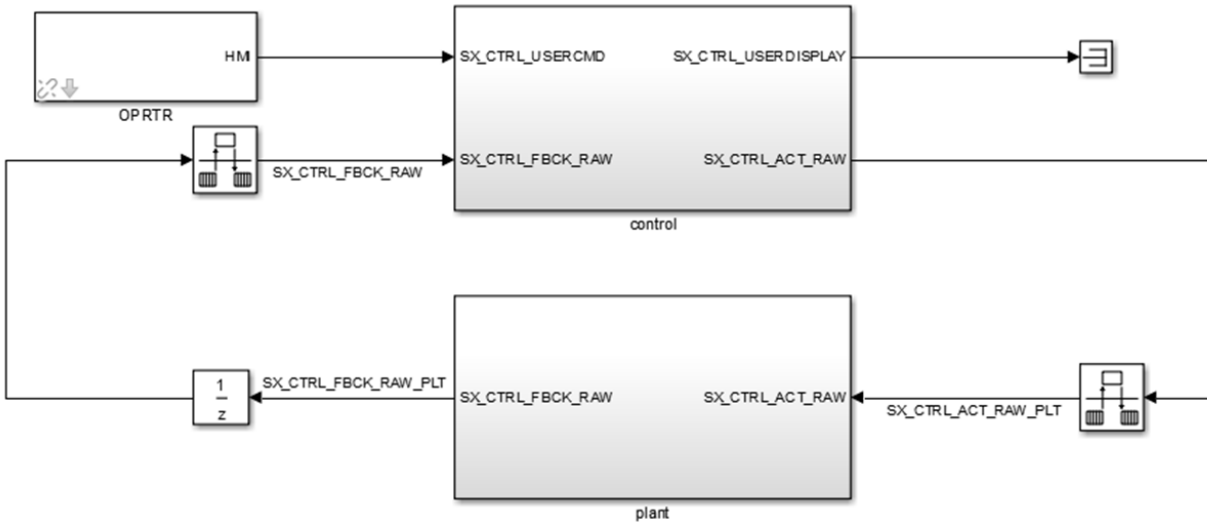 HMI
OPRTR
SX_CTRL_USERCMD
SX_CTRL_USERDISPLAY
SX_CTRL_FBCK_RAW
SX_CTRL_FBCK_RAW
SX_CTRL_ACT_RAW
control
1
z
SX_CTRL_FBCK_RAW_PLT
SX_CTRL_FBCK_RAW
SX_CTRL_ACT_RAW
SX_CTRL_ACT_RAW_PLT
plant